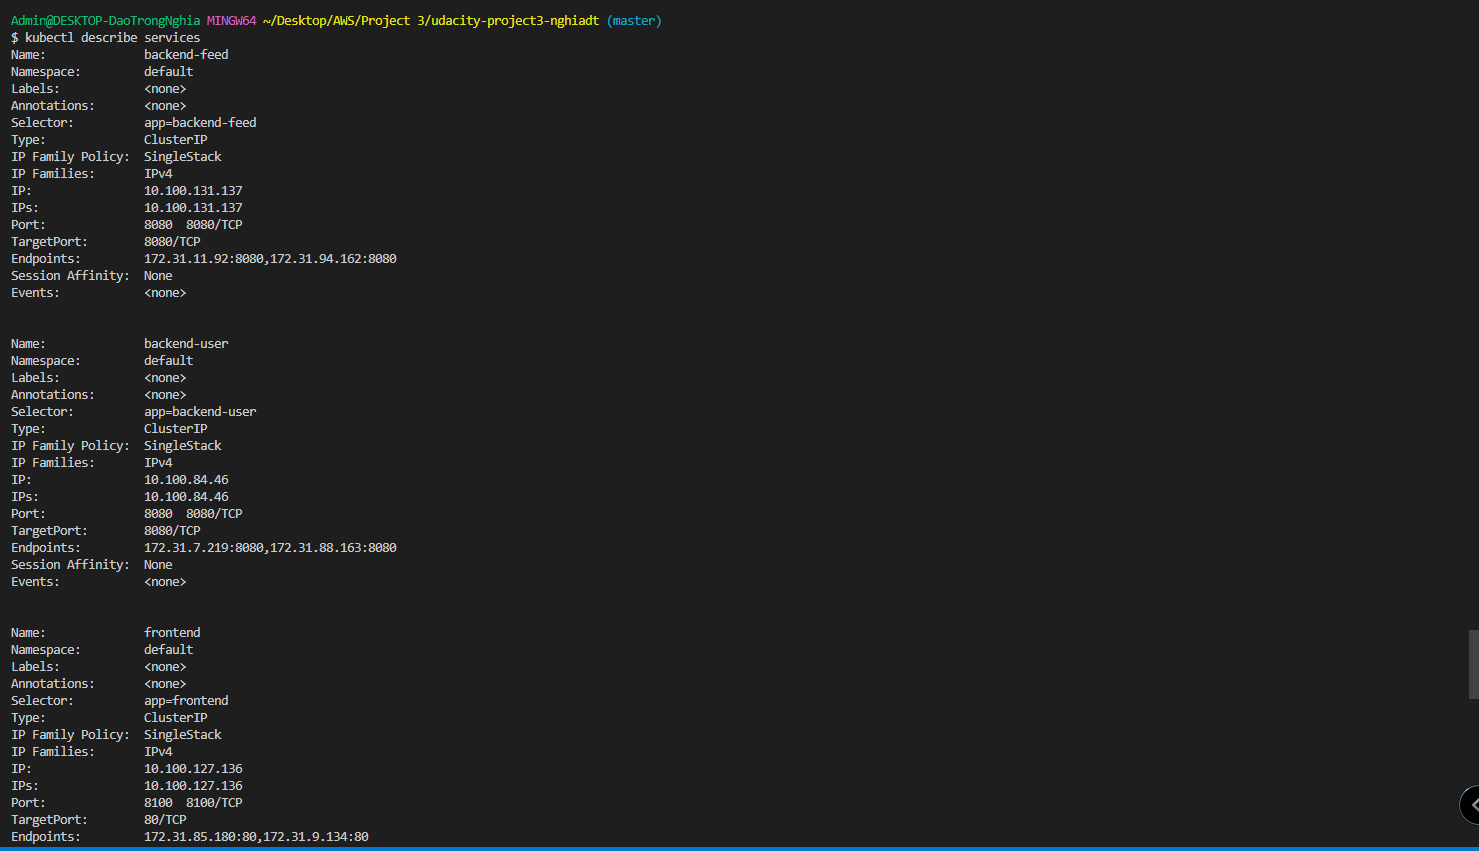 Admin@DESKTOP-DaoTrongNghia MINGW64 ~/Desktop/AWS/Project 3/udacity-project3-nghiadt (master)
$ kubectl describe services
Name:              backend-feed
Namespace:         default
Labels:            <none>
Annotations:       <none>
Selector:          app=backend-feed
Type:              ClusterIP
IP Family Policy:  SingleStack
IP Families:       IPv4
IP:                10.100.131.137
IPs:               10.100.131.137
Port:              8080  8080/TCP
TargetPort:        8080/TCP
Endpoints:         172.31.11.92:8080,172.31.94.162:8080
Session Affinity:  None
Events:            <none>
Name:              backend-user
Namespace:         default
Labels:            <none>
Annotations:       <none>
Selector:          app=backend-user
Type:              ClusterIP
IP Family Policy:  SingleStack
IP Families:       IPv4
IP:                10.100.84.46
IPs:               10.100.84.46
Port:              8080  8080/TCP
TargetPort:        8080/TCP
Endpoints:         172.31.7.219:8080,172.31.88.163:8080
Session Affinity:  None
Events:            <none>
Name:              frontend
Namespace:         default
Labels:            <none>
Annotations:       <none>
Selector:          app=frontend
Type:              ClusterIP
IP Family Policy:  SingleStack
IP Families:       IPv4
IP:                10.100.127.136
IPs:               10.100.127.136
Port:              8100  8100/TCP
TargetPort:        80/TCP
Endpoints:         172.31.85.180:80,172.31.9.134:80